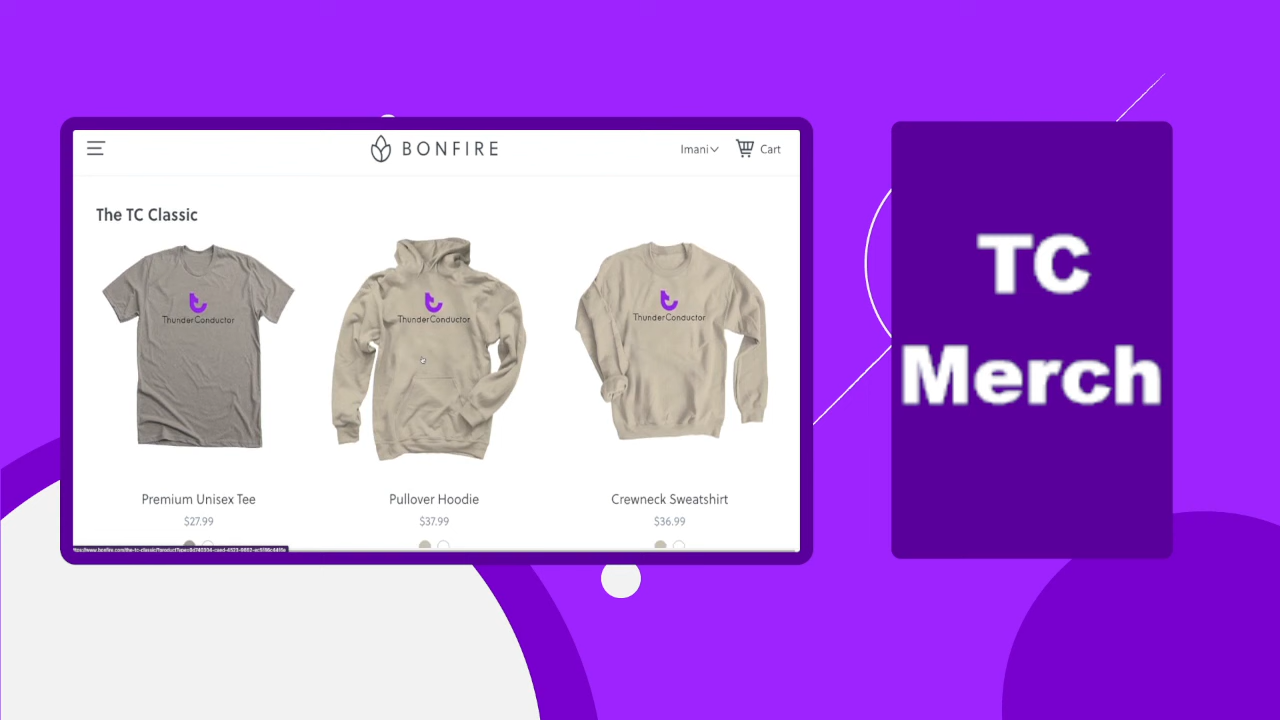 BONFIRE
Imani
Cart
The TC Classic
ThunderConductor
ThunderConductor
ThunderConductor
Premium Unisex Tee
Pullover Hoodie
Crewneck Sweatshirt
$27.99
$37.99
$36.99
TC
Merch